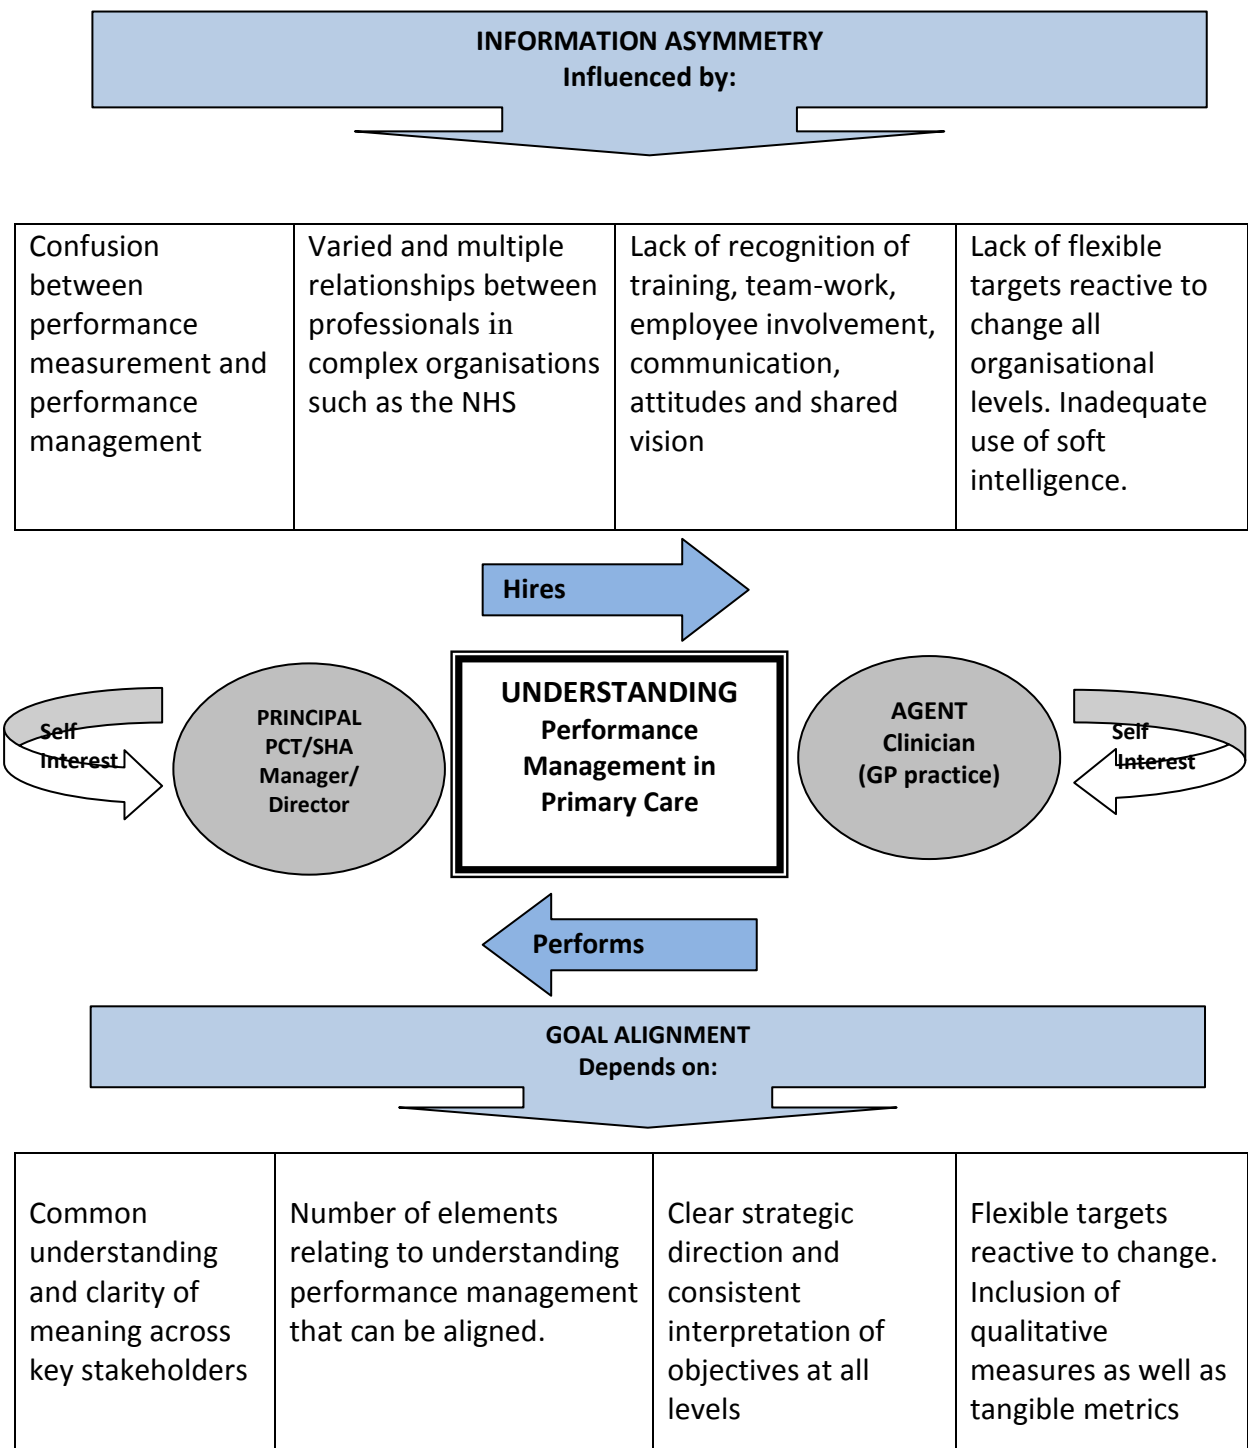 INFORMATION ASYMMETRY
Influenced by:
Confusion
between
performance
measurement and
performance
management
Varied and multiple
relationships between
professionals in
complex organisations
such as the NHS
Lack of recognition of
training, team-work,
employee involvement,
communication,
attitudes and shared
vision
Lack of flexible
targets reactive to
change all
organisational
levels. Inadequate
use of soft
intelligence.
Hires
Self
Interest
PRINCIPAL
PCT/SHA
Manager/
Director
UNDERSTANDING
Performance
Management in
Primary Care
AGENT
Clinician
(GP practice)
Self
Interest
Performs
GOAL ALIGNMENT
Depends on:
Common
understanding
and clarity of
meaning across
key stakeholders
Number of elements
relating to understanding
performance management
that can be aligned.
Clear strategic
direction and
consistent
interpretation of
objectives at all
levels
Flexible targets
reactive to change.
Inclusion of
qualitative
measures as well as
tangible metrics